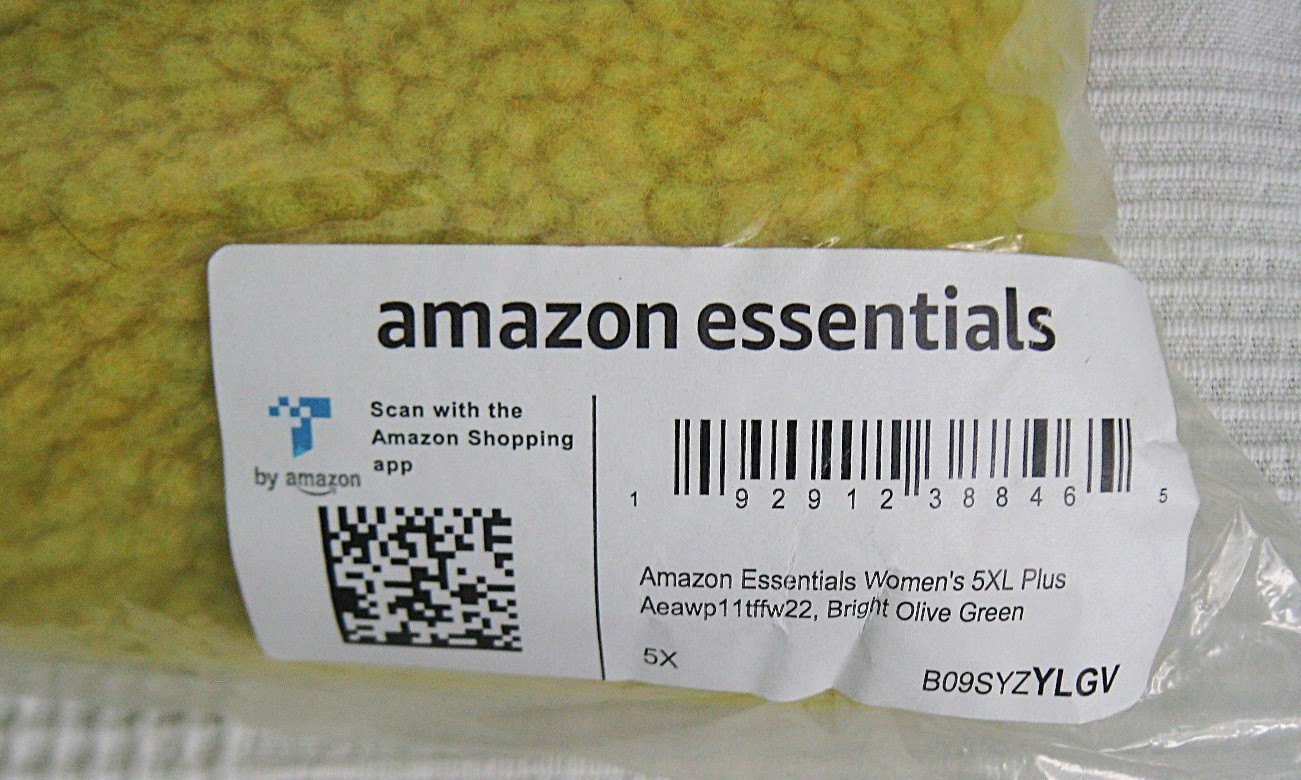 amazon essentials
Scan with the
Amazon Shopping
app
by amazon
1 92912 38846 5
Amazon Essentials Women's 5XL Plus
Aeawp11tffw22, Bright Olive Green
5X
B09SYZYLGV